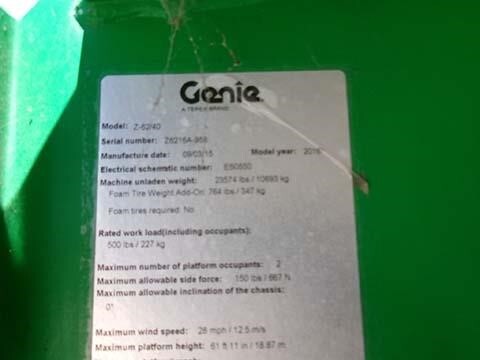 Genie
A TEREX BRAND
Model: Z-62/40
Serial number: Z6216A-958
Manufacture date: 09/03/15 Model year: 2016
Electrical schematic number: ES0550
Machine unladen weight: 23574 lbs / 10693 kg
Foam Tire Weight Add-On: 764 lbs / 347 kg
Foam tires required: No
Rated work load(including occupants):
500 lbs / 227 kg
Maximum number of platform occupants: 2
Maximum allowable side force: 150 lbs / 667 N
Maximum allowable inclination of the chassis:
Maximum wind speed: 28 mph / 12.5 m/s
Maximum platform height: 61 ft 11 in / 18.87 m